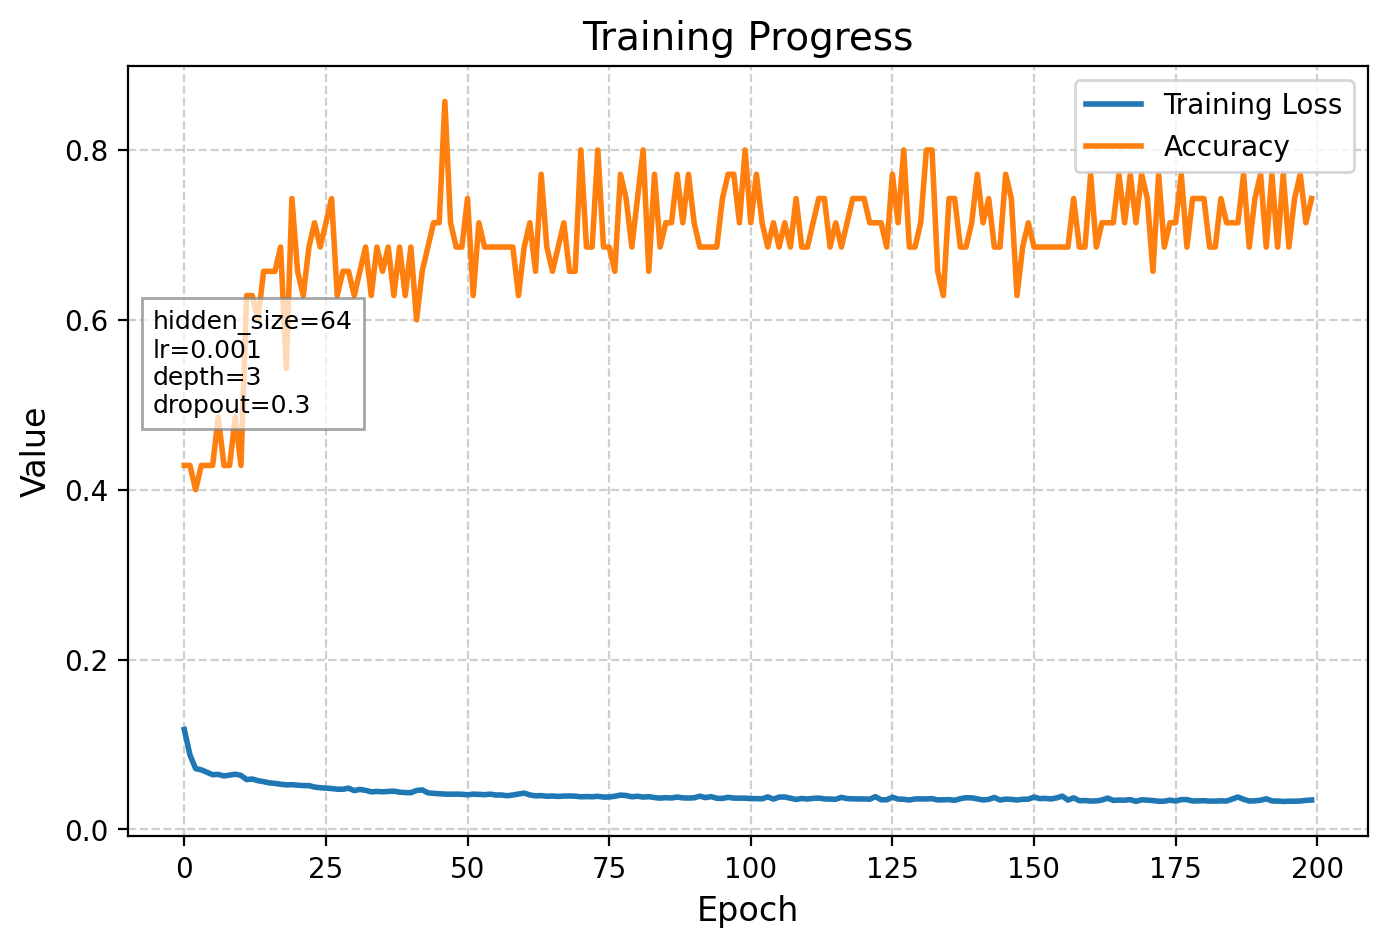 Training Progress
Training Loss
Accuracy
hidden_size=64
lr=0.001
depth=3
dropout=0.3
Value
0.8
0.6
0.4
0.2
0.0
0 25 50 75 100 125 150 175 200
Epoch